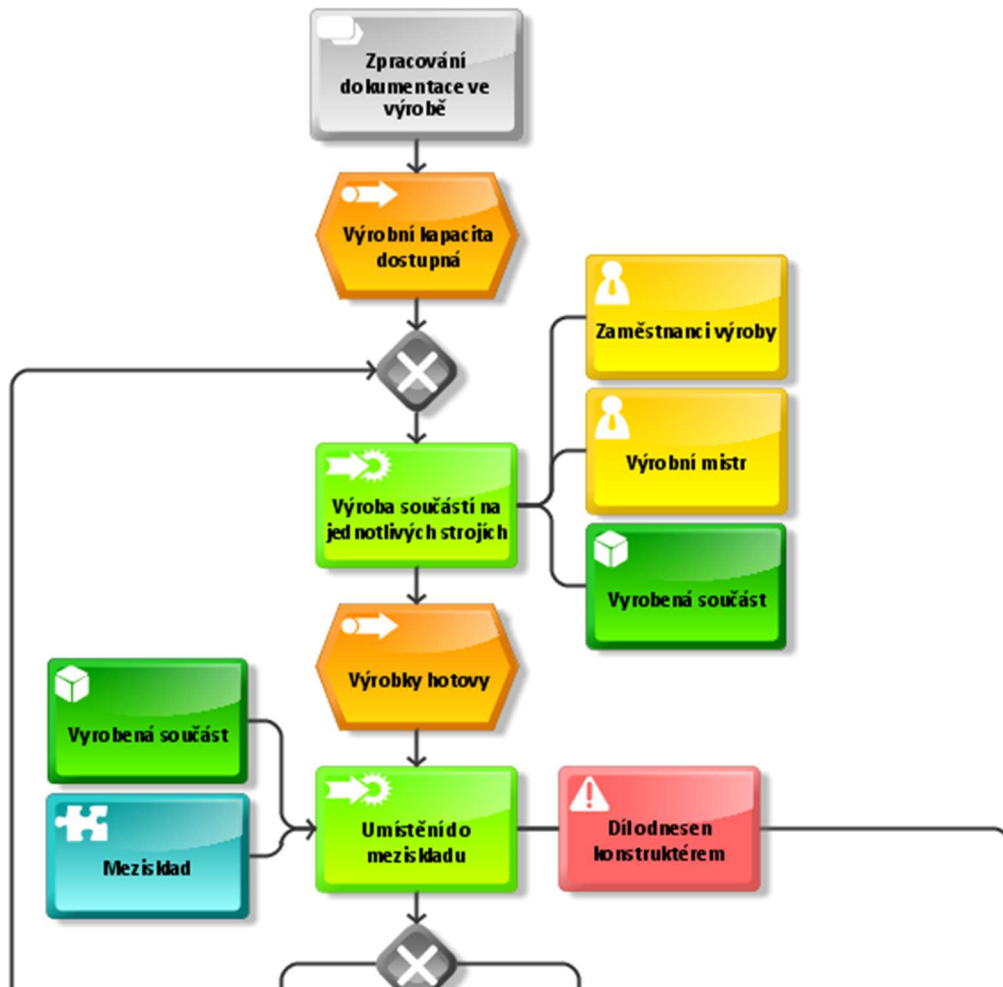 Zpracování
dokumentace ve
výrobě
Výrobní kapacita
dostupná
Zaměstnanci výroby
Výrobní mistr
Výroba součástí na
jednotlivých strojích
Vyrobená součást
Výrobky hotovy
Vyrobená součást
Mezisklad
Umístění do
meziskladu
Díl odnesen
konstruktérem